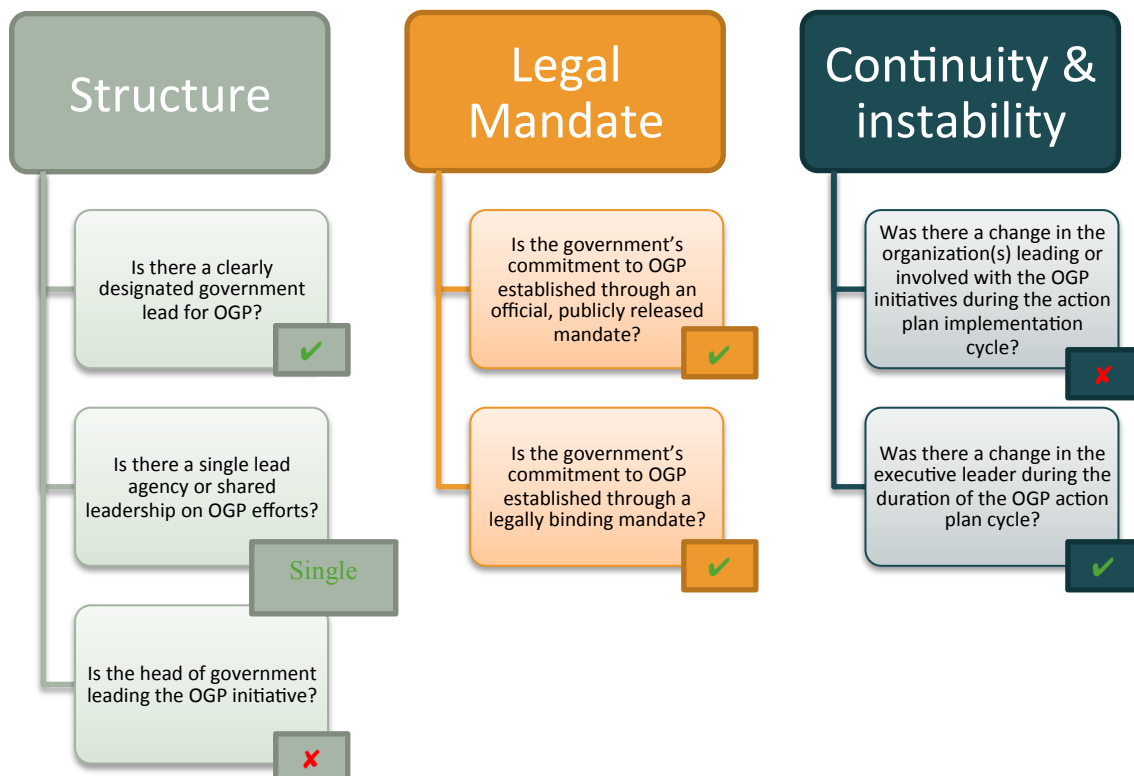 Structure
Is there a clearly
designated government
lead for OGP?
✔
Is there a single lead
agency or shared
leadership on OGP efforts?
Single
Is the head of government
leading the OGP initiative?
✘
Legal
Mandate
Is the government’s
commitment to OGP
established through an
official, publicly released
mandate?
✔
Is the government’s
commitment to OGP
established through a
legally binding mandate?
✔
Continuity &
instability
Was there a change in the
organization(s) leading or
involved with the OGP
initiatives during the action
plan implementation
cycle?
✘
Was there a change in the
executive leader during the
duration of the OGP action
plan cycle?
✔